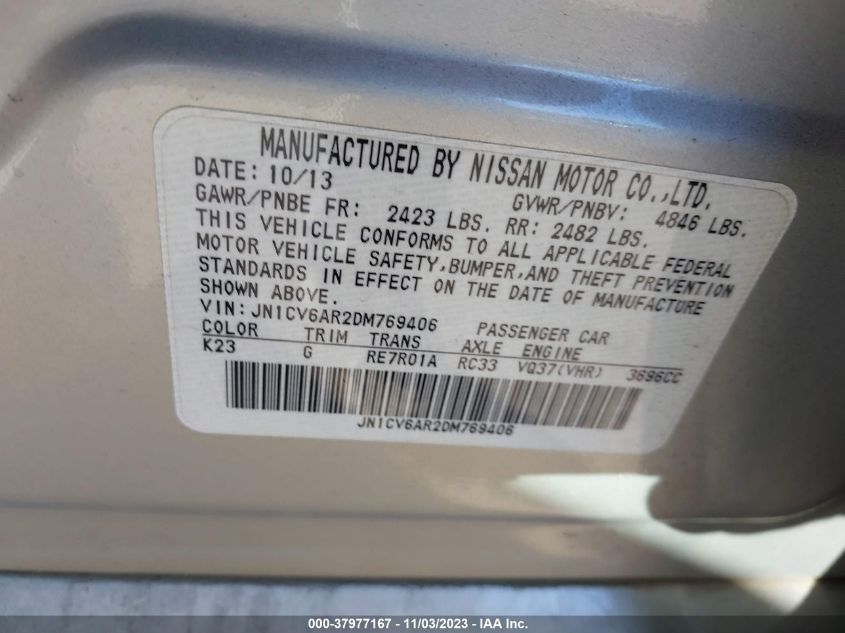 MANUFACTURED BY NISSAN MOTOR CO.,LTD.
DATE: 10/13 GVWR/PNBV: 4846 LBS.
GAWR/PNBE FR: 2423 LBS. RR: 2482 LBS.
THIS VEHICLE CONFORMS TO ALL APPLICABLE FEDERAL
MOTOR VEHICLE SAFETY,BUMPER,AND THEFT PREVENTION
STANDARDS IN EFFECT ON THE DATE OF MANUFACTURE
SHOWN ABOVE.
VIN: JN1CV6AR2DM769406 PASSENGER CAR
COLOR TRIM TRANS AXLE ENGINE
K23 G RE7R01A RC33 VQ37(VHR) 3696CC
JN1CV6AR2DM769406
000-37977167 - 11/03/2023 - IAA Inc.